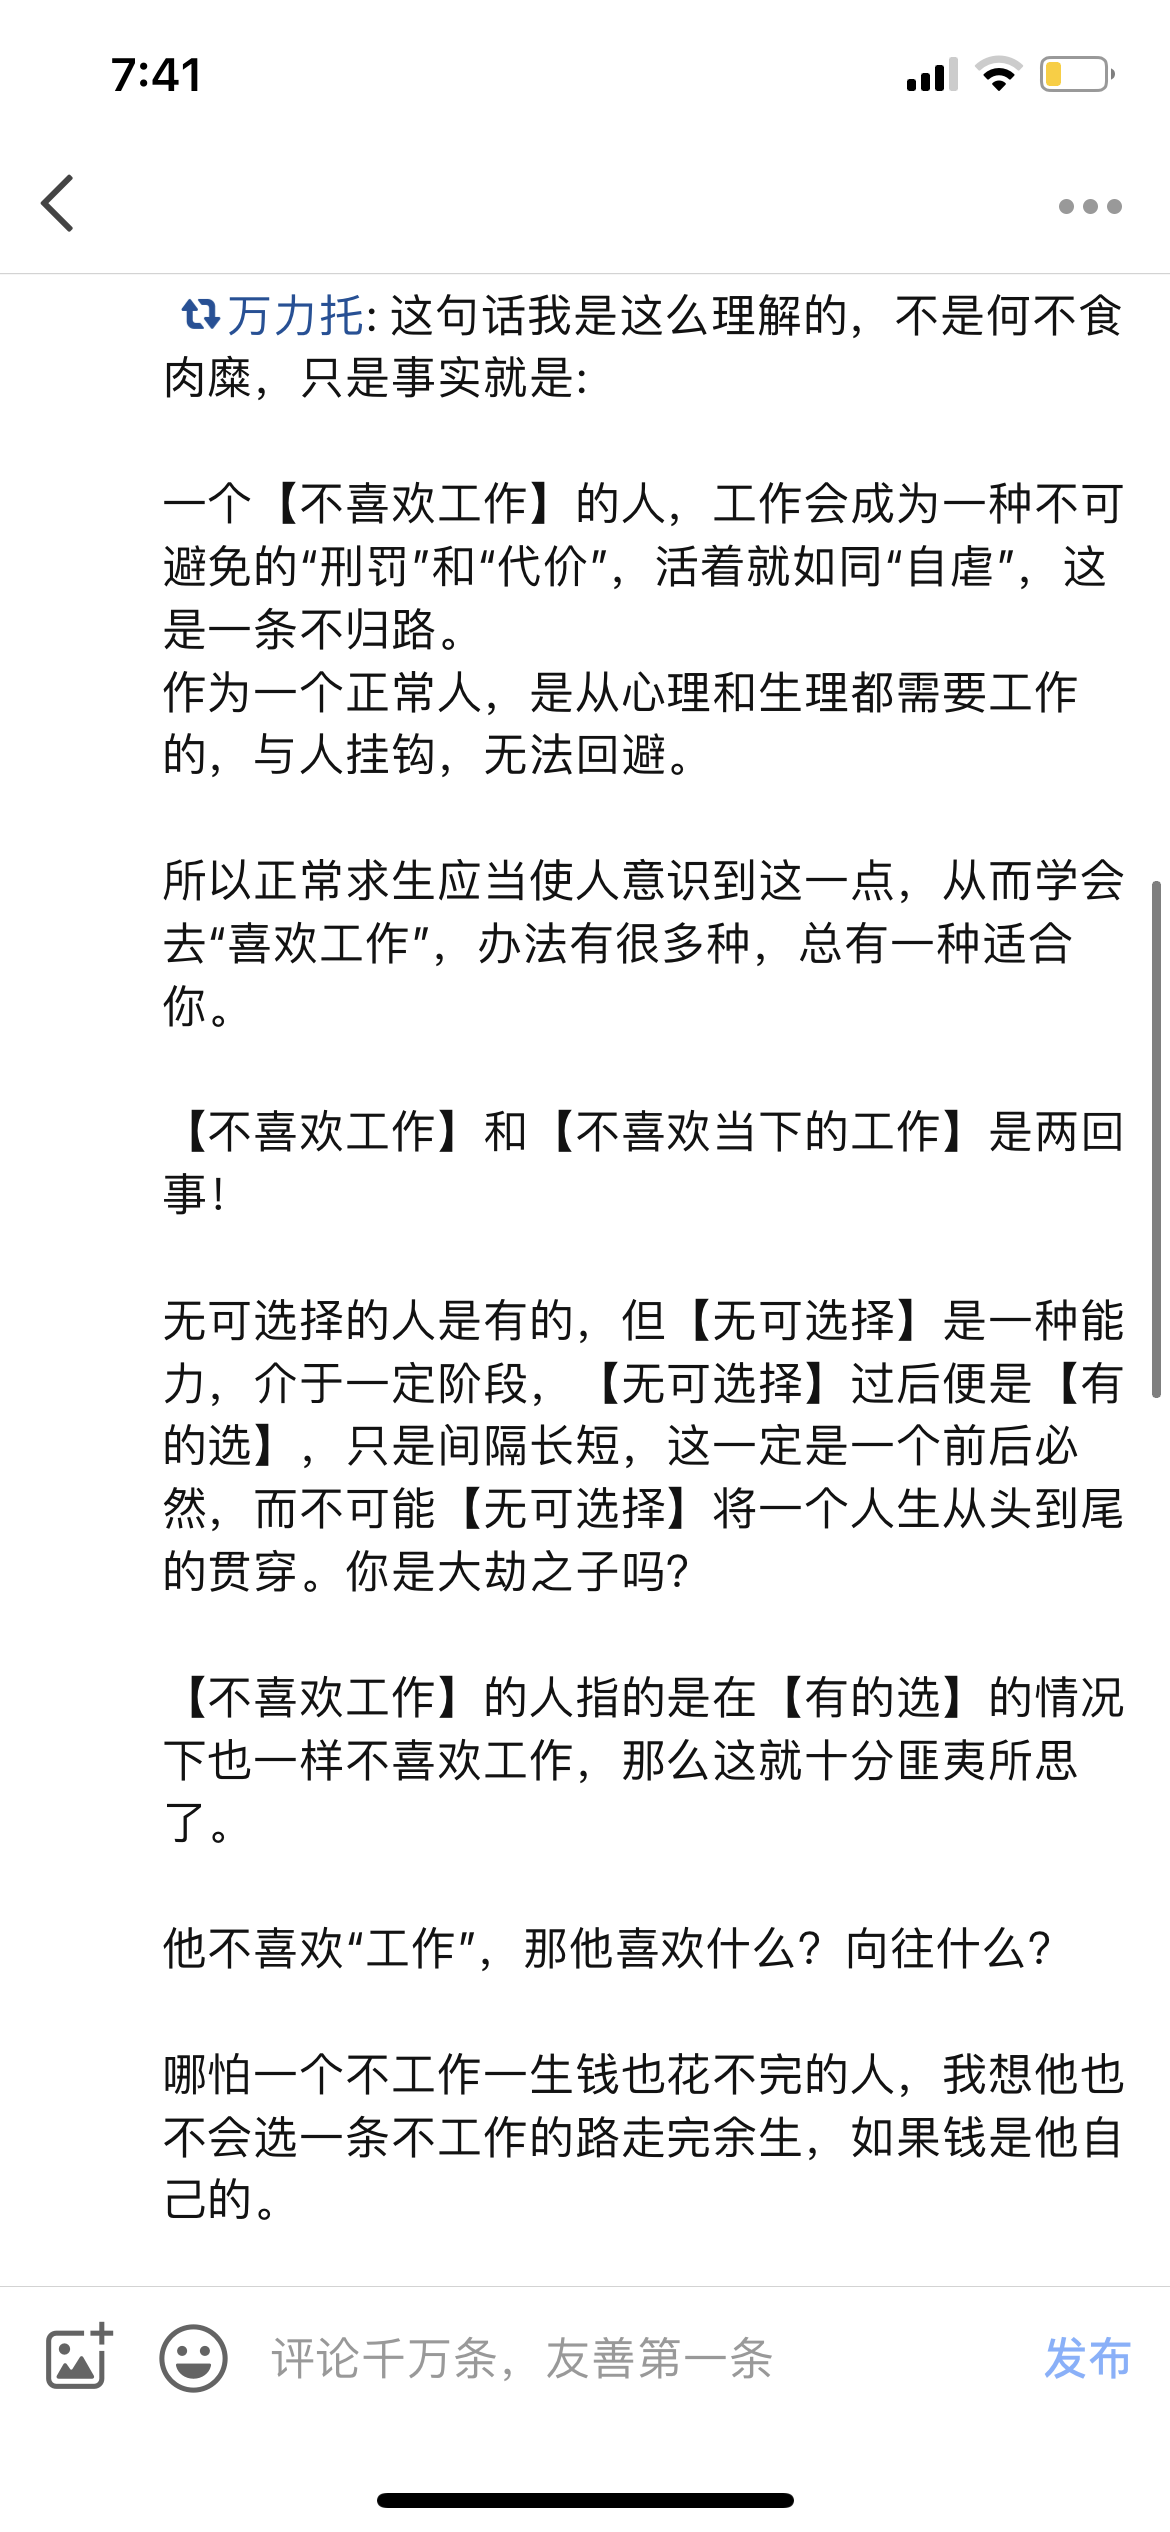 7:41
万力托: 这句话我是这么理解的，不是何不食
肉糜，只是事实就是:
一个【不喜欢工作】的人，工作会成为一种不可
避免的“刑罚”和“代价”，活着就如同“自虐”，这
是一条不归路。
作为一个正常人，是从心理和生理都需要工作
的，与人挂钩，无法回避。
所以正常求生应当使人意识到这一点，从而学会
去“喜欢工作”，办法有很多种，总有一种适合
你。
【不喜欢工作】和【不喜欢当下的工作】是两回
事！
无可选择的人是有的，但【无可选择】是一种能
力，介于一定阶段，【无可选择】过后便是【有
的选】，只是间隔长短，这一定是一个前后必
然，而不可能【无可选择】将一个人生从头到尾
的贯穿。你是大劫之子吗？
【不喜欢工作】的人指的是在【有的选】的情况
下也一样不喜欢工作，那么这就十分匪夷所思
了。
他不喜欢“工作”，那他喜欢什么？向往什么？
哪怕一个不工作一生钱也花不完的人，我想他也
不会选一条不工作的路走完余生，如果钱是他自
己的。
评论千万条，友善第一条
发布